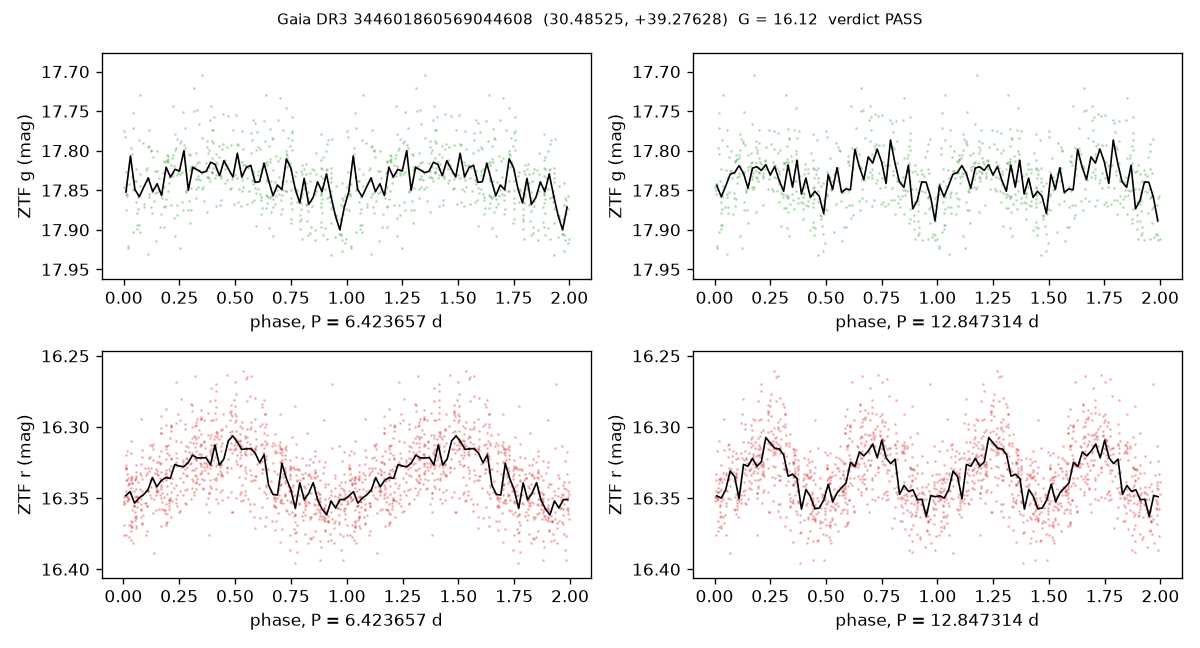 Gaia DR3 344601860569044608 (30.48525, +39.27628) G = 16.12 verdict PASS
ZTF g (mag)
17.70
17.80
17.85
17.90
17.95
0.00 0.25 0.50 0.75 1.00 1.25 1.50 1.75 2.00
phase, P = 6.423657 d
ZTF g (mag)
17.70
17.80
17.85
17.90
17.95
0.00 0.25 0.50 0.75 1.00 1.25 1.50 1.75 2.00
phase, P = 12.847314 d
ZTF r (mag)
16.25
16.30
16.35
16.40
0.00 0.25 0.50 0.75 1.00 1.25 1.50 1.75 2.00
phase, P = 6.423657 d
ZTF r (mag)
16.25
16.30
16.35
16.40
0.00 0.25 0.50 0.75 1.00 1.25 1.50 1.75 2.00
phase, P = 12.847314 d